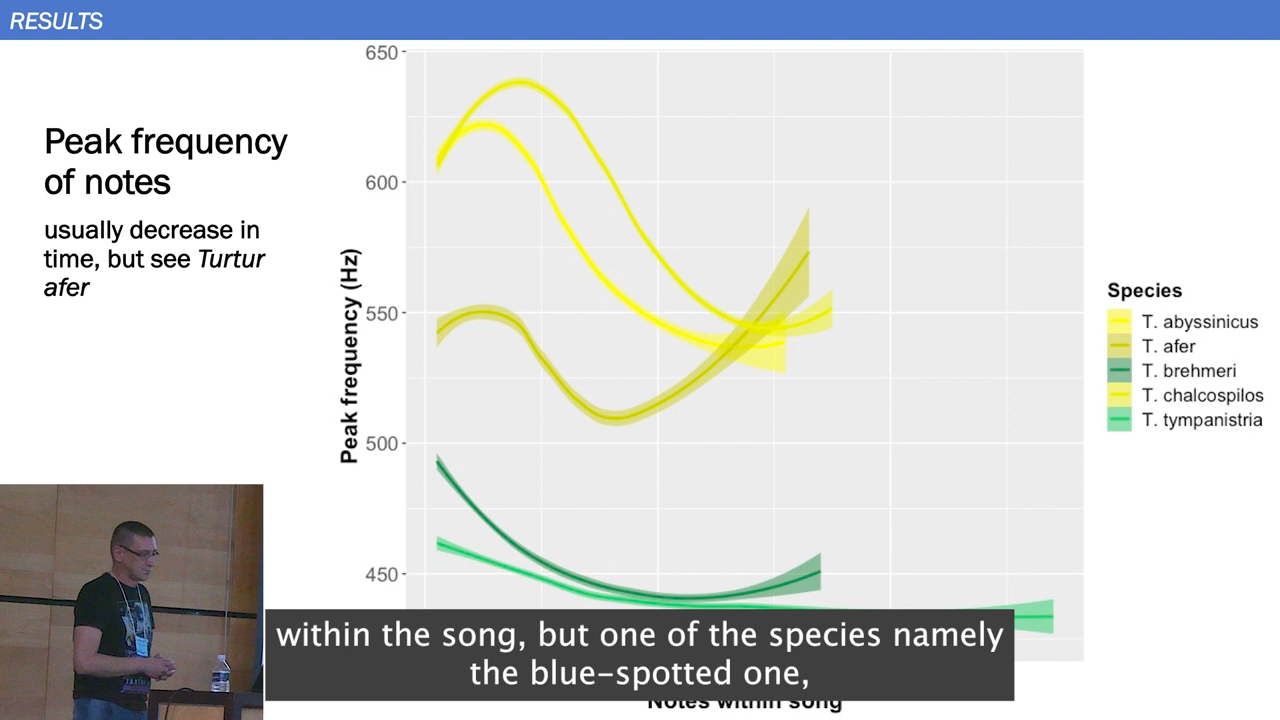 RESULTS
Peak frequency
of notes
usually decrease in
time, but see Turtur
afer
Peak frequency (Hz)
650
600
550
500
450
Species
T. abyssinicus
T. afer
T. brehmeri
T. chalcospilos
T. tympanistria
within the song, but one of the species namely
the blue-spotted one,
Notes within song